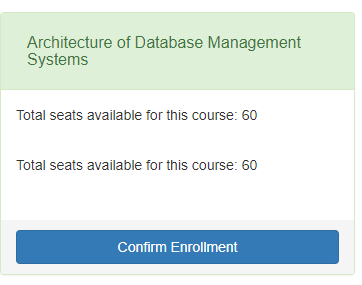 Architecture of Database Management
Systems
Total seats available for this course: 60
Total seats available for this course: 60
Confirm Enrollment